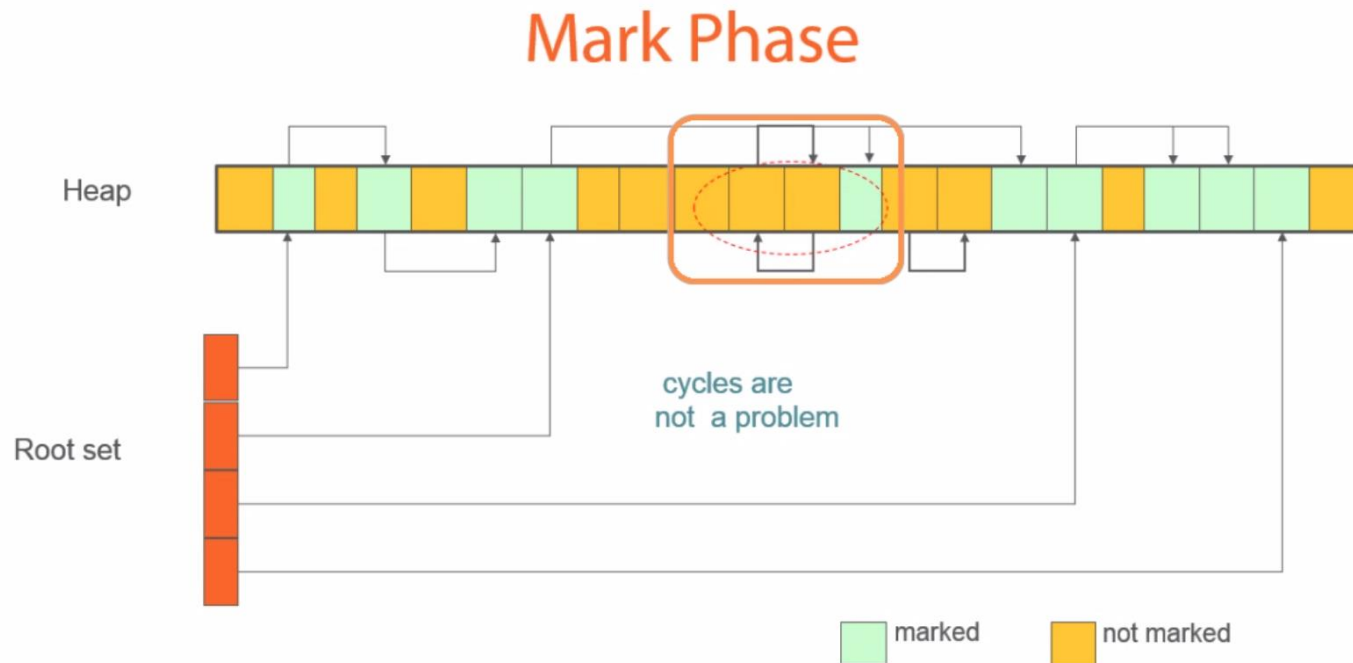 Mark Phase
Heap
cycles are
not a problem
Root set
marked
not marked